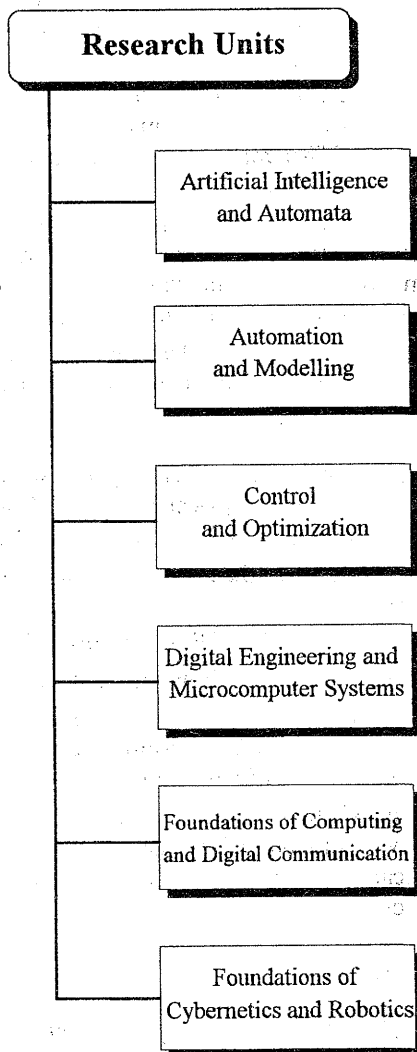 Research Units
Artificial Intelligence
and Automata
Automation
and Modelling
Control
and Optimization
Digital Engineering and
Microcomputer Systems
Foundations of Computing
and Digital Communication
Foundations of
Cybernetics and Robotics